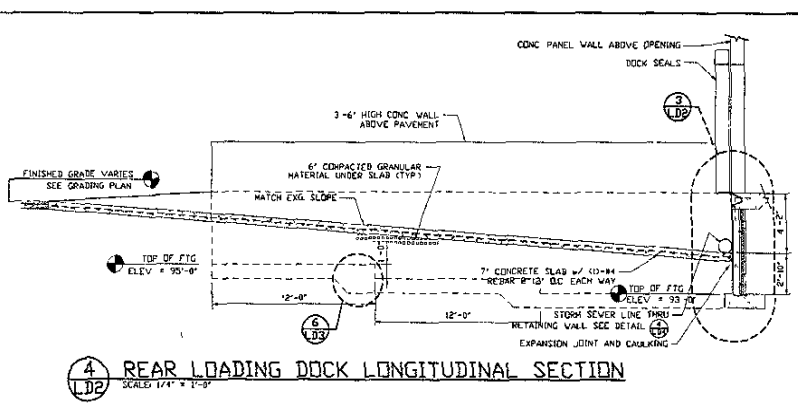 CONC PANEL WALL ABOVE OPENING
DOCK SEALS
3
LD2
3'-6" HIGH CONC WALL
ABOVE PAVEMENT
6" COMPACTED GRANULAR
MATERIAL UNDER SLAB (TYP)
FINISHED GRADE VARIES
SEE GRADING PLAN
MATCH EXG. SLOPE
4'-2"
TOP OF FTG
ELEV = 95'-0"
7" CONCRETE SLAB w/
REBAR @ 12" O.C EACH WAY
2'-10"
TOP OF FTG
ELEV = 93'-0"
12'-0"
12'-0"
6
LD3
STORM SEWER LINE THRU
RETAINING WALL SEE DETAIL
EXPANSION JOINT AND CAULKING
4
LD2
REAR LOADING DOCK LONGITUDINAL SECTION
SCALE: 1/4" = 1'-0"